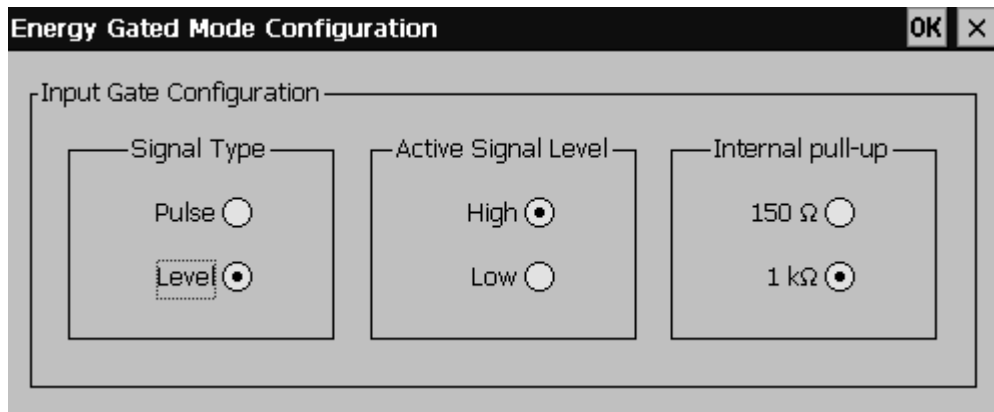 Energy Gated Mode Configuration OK ×
Input Gate Configuration
Signal Type Active Signal Level Internal pull-up
Pulse High 150 Ω
Level Low 1 kΩ